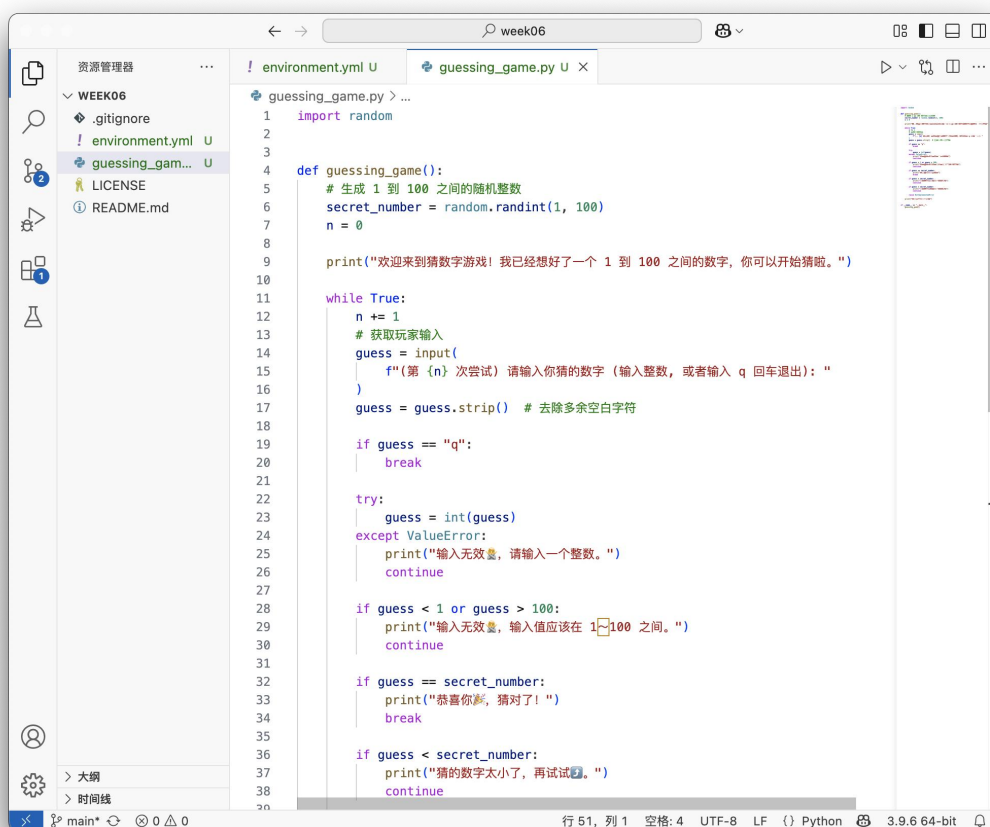 week06
资源管理器
WEEK06
.gitignore
environment.yml U
guessing_gam... U
LICENSE
README.md
大纲
时间线
environment.yml U
guessing_game.py U
guessing_game.py > ...
1 import random
2
3
4 def guessing_game():
5 # 生成 1 到 100 之间的随机整数
6 secret_number = random.randint(1, 100)
7 n = 0
8
9 print("欢迎来到猜数字游戏！我已经想好了一个 1 到 100 之间的数字，你可以开始猜啦。")
10
11 while True:
12 n += 1
13 # 获取玩家输入
14 guess = input(
15 f"(第 {n} 次尝试) 请输入你猜的数字 (输入整数, 或者输入 q 回车退出): "
16 )
17 guess = guess.strip() # 去除多余空白字符
18
19 if guess == "q":
20 break
21
22 try:
23 guess = int(guess)
24 except ValueError:
25 print("输入无效🤷，请输入一个整数。")
26 continue
27
28 if guess < 1 or guess > 100:
29 print("输入无效🤷，输入值应该在 1～100 之间。")
30 continue
31
32 if guess == secret_number:
33 print("恭喜你🎉，猜对了！")
34 break
35
36 if guess < secret_number:
37 print("猜的数字太小了，再试试⤴️。")
38 continue
39
2
1
main*
0
0
行 51，列 1
空格: 4
UTF-8
LF
{} Python
3.9.6 64-bit